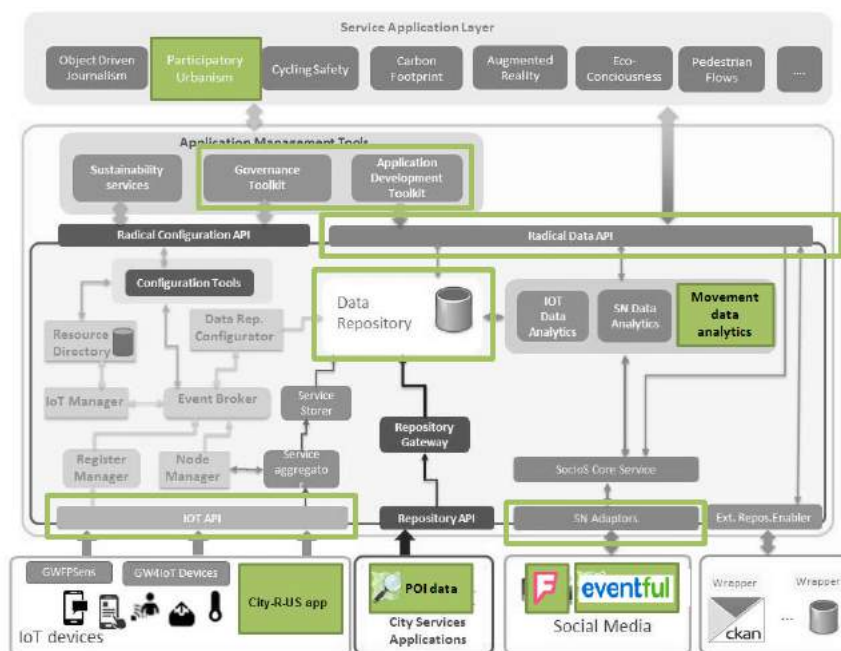 Service Application Layer
Object Driven
Journalism
Participatory
Urbanism
Cycling Safety
Carbon
Footprint
Augmented
Reality
Eco-
Conciousness
Pedestrian
Flows
....
Application Management Tools
Sustainability
services
Governance
Toolkit
Application
Development
Toolkit
Radical Configuration API
Radical Data API
Configuration Tools
Data
Repository
IOT
Data
Analytics
SN Data
Analytics
Movement
data
analytics
Data Rep.
Configurator
Resource
Directory
IoT Manager
Event Broker
Service
Storer
Repository
Gateway
Register
Manager
Node
Manager
Service
aggregato
SocioS Core Service
IOT API
Repository API
SN Adaptors
Ext. Repos.Enabler
GWFPSens
GW4IoT Devices
City-R-US app
IoT devices
POI data
City Services
Applications
eventful
Social Media
Wrapper
Wrapper
ckan
...